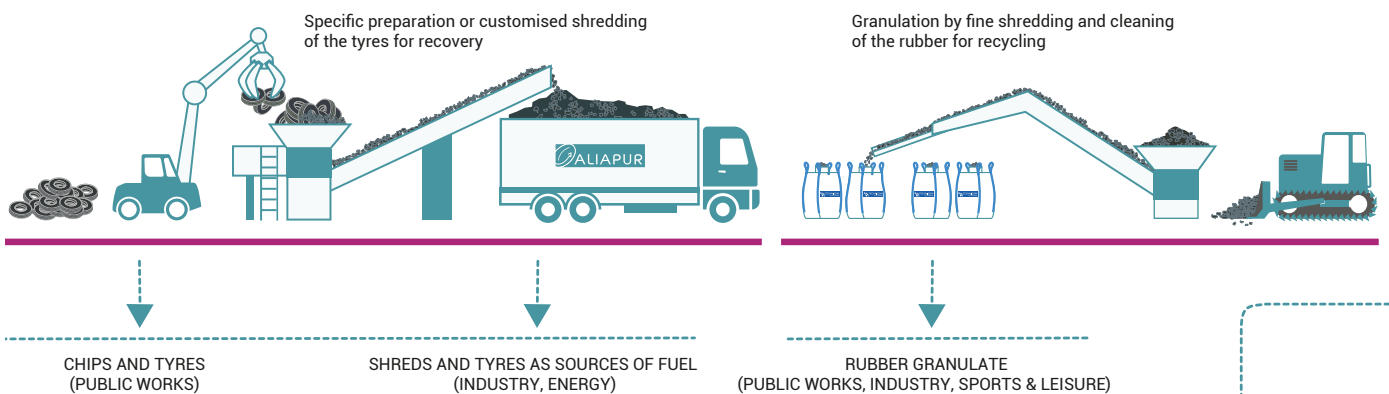 Specific preparation or customised shredding
of the tyres for recovery
Granulation by fine shredding and cleaning
of the rubber for recycling
ALIAPUR
CHIPS AND TYRES
(PUBLIC WORKS)
SHREDS AND TYRES AS SOURCES OF FUEL
(INDUSTRY, ENERGY)
RUBBER GRANULATE
(PUBLIC WORKS, INDUSTRY, SPORTS & LEISURE)